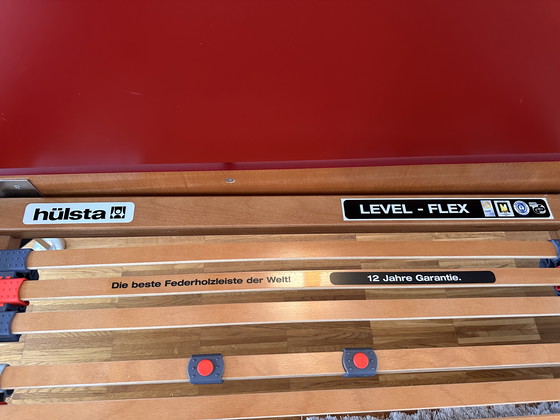 hülsta
LEVEL - FLEX
Die beste Federholzleiste der Welt!
12 Jahre Garantie.